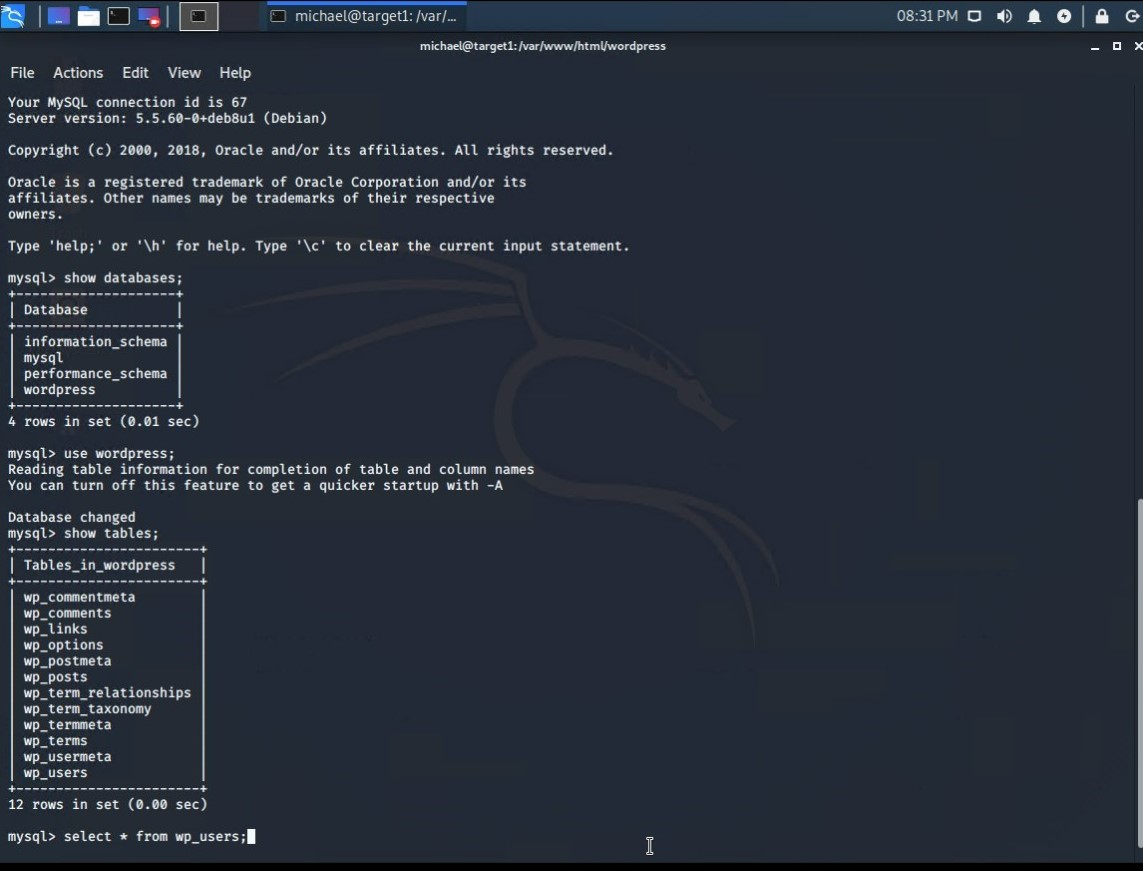 michael@target1: /var/...
08:31 PM
michael@target1:/var/www/html/wordpress
File Actions Edit View Help
Your MySQL connection id is 67
Server version: 5.5.60-0+deb8u1 (Debian)
Copyright (c) 2000, 2018, Oracle and/or its affiliates. All rights reserved.
Oracle is a registered trademark of Oracle Corporation and/or its
affiliates. Other names may be trademarks of their respective
owners.
Type 'help;' or '\h' for help. Type '\c' to clear the current input statement.
mysql> show databases;
+--------------------+
| Database           |
+--------------------+
| information_schema |
| mysql              |
| performance_schema |
| wordpress          |
+--------------------+
4 rows in set (0.01 sec)
mysql> use wordpress;
Reading table information for completion of table and column names
You can turn off this feature to get a quicker startup with -A
Database changed
mysql> show tables;
+-----------------------+
| Tables_in_wordpress   |
+-----------------------+
| wp_commentmeta        |
| wp_comments           |
| wp_links              |
| wp_options            |
| wp_postmeta           |
| wp_posts              |
| wp_term_relationships |
| wp_term_taxonomy      |
| wp_termmeta           |
| wp_terms              |
| wp_usermeta           |
| wp_users              |
+-----------------------+
12 rows in set (0.00 sec)
mysql> select * from wp_users;